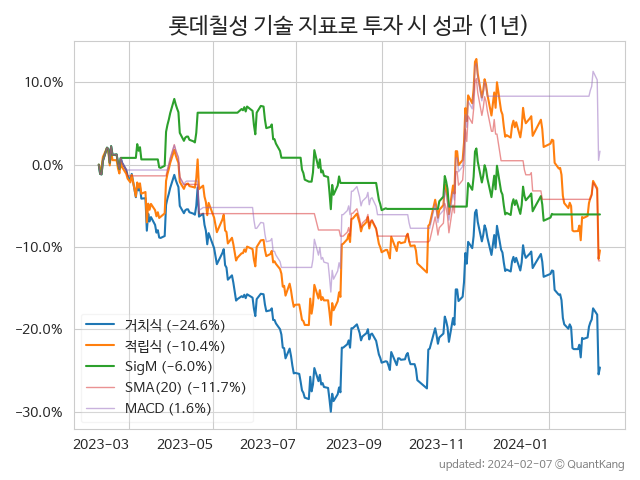 롯데칠성 기술 지표로 투자 시 성과 (1년)
10.0%
0.0%
−10.0%
−20.0%
−30.0%
거치식 (−24.6%)
적립식 (−10.4%)
SigM (−6.0%)
SMA(20) (−11.7%)
MACD (1.6%)
2023−03 2023−05 2023−07 2023−09 2023−11 2024−01
updated: 2024−02−07 © QuantKang